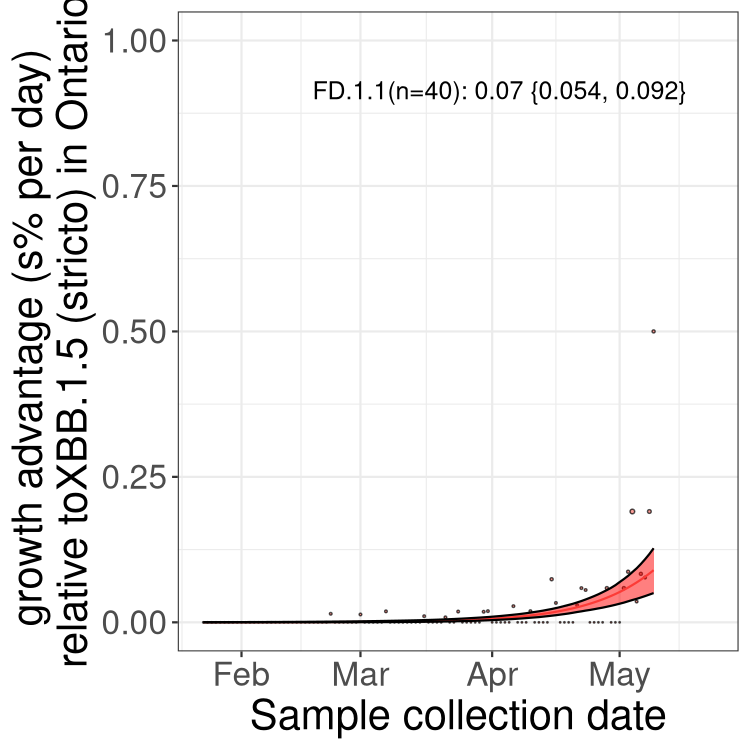 growth advantage (s% per day)
relative toXBB.1.5 (stricto) in Ontario
1.00
0.75
0.50
0.25
0.00
FD.1.1(n=40): 0.07 {0.054, 0.092}
Feb
Mar
Apr
May
Sample collection date